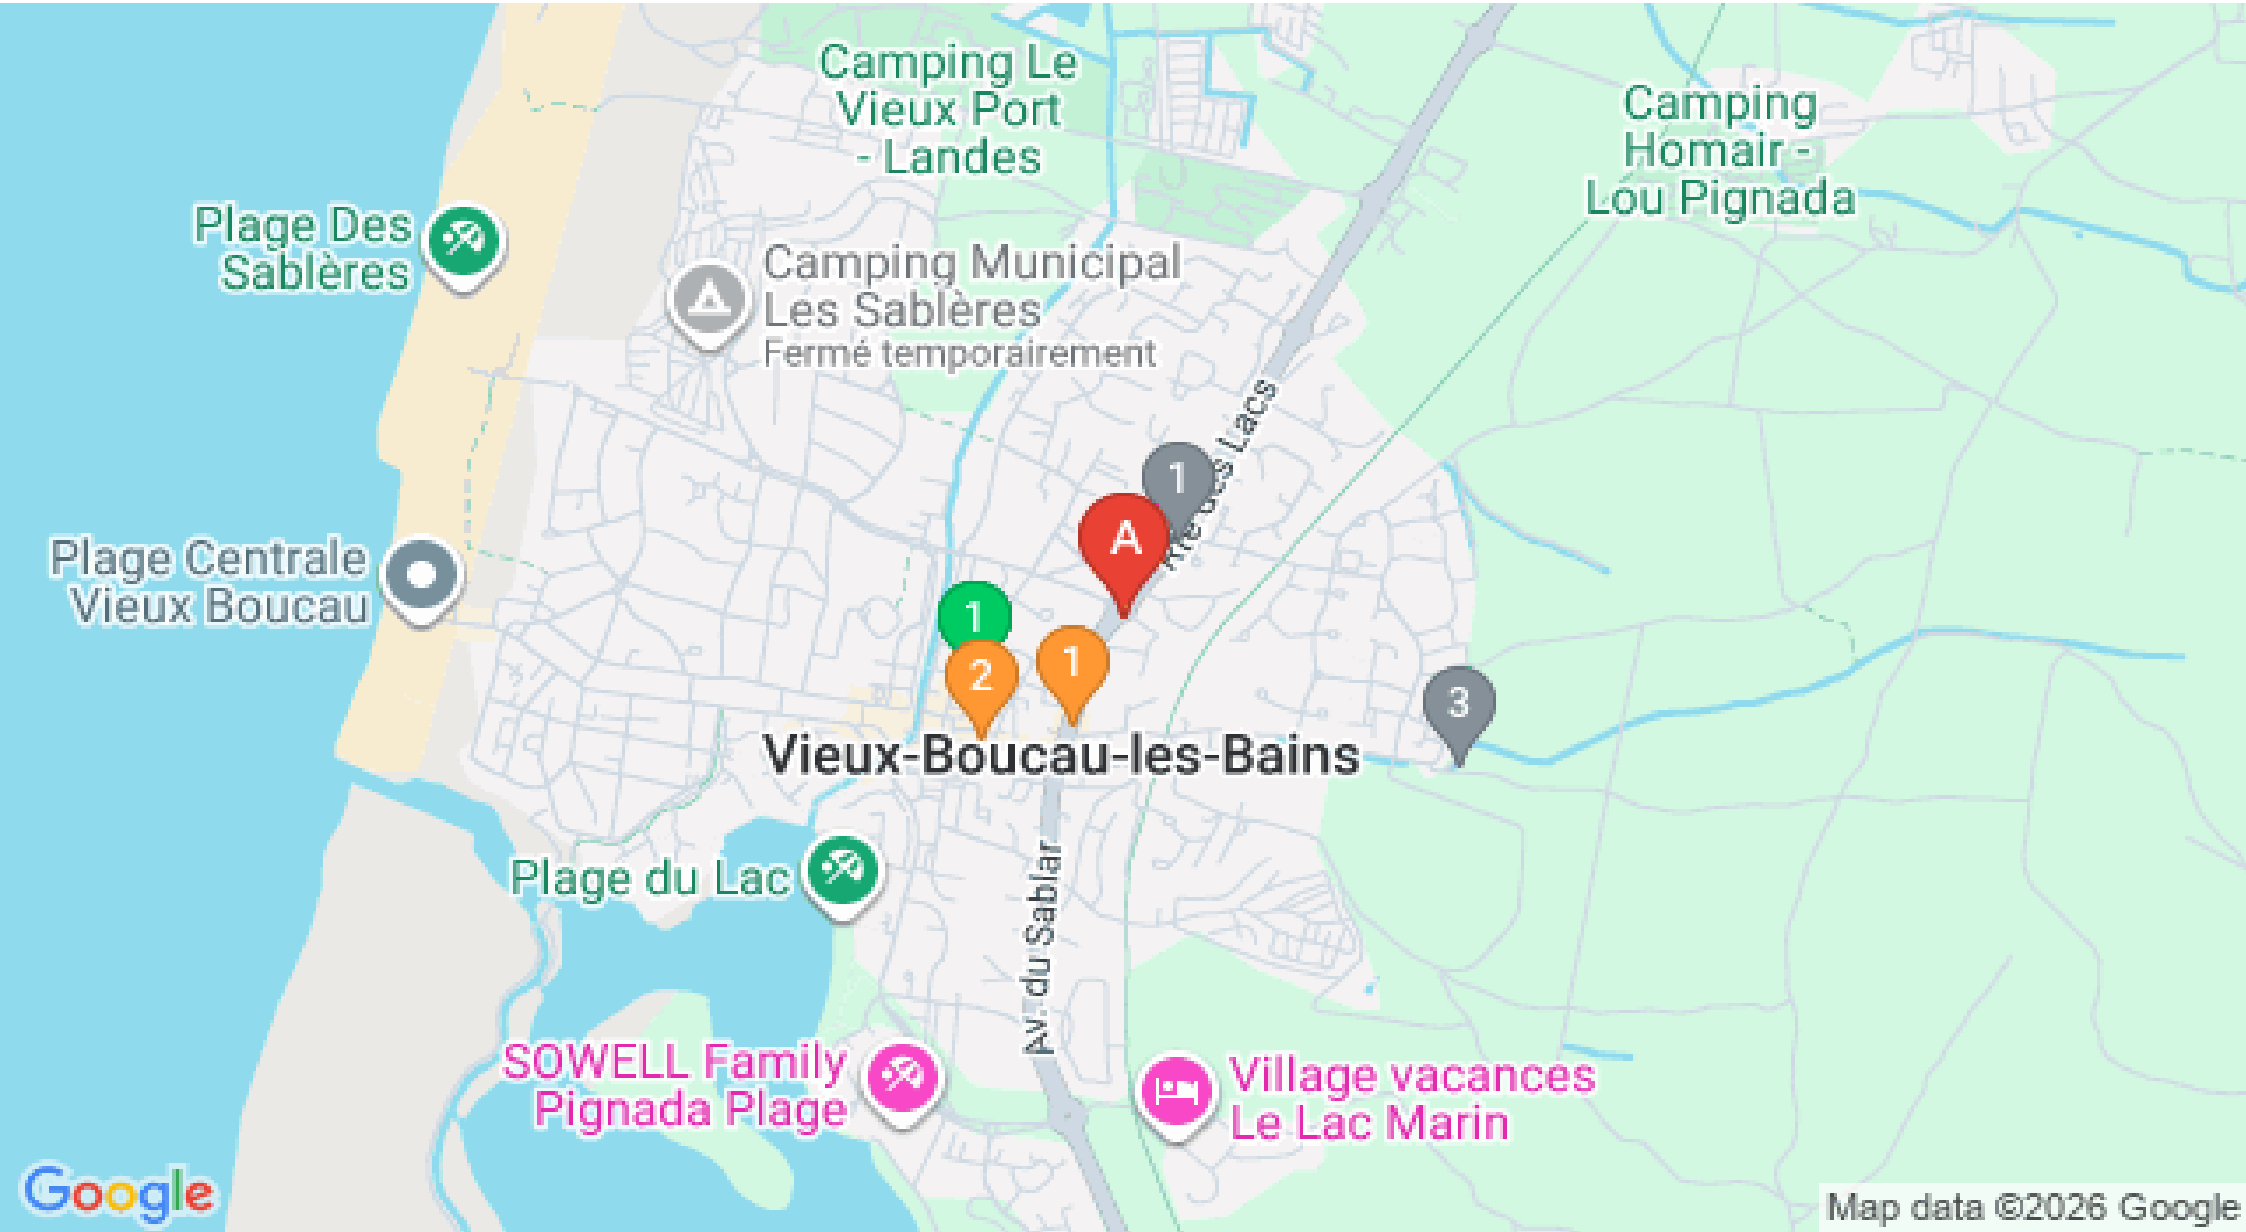 Camping Le
Vieux Port
- Landes
Camping
Homair -
Lou Pignada
Plage Des
Sablères
Camping Municipal
Les Sablères
Fermé temporairement
des Lacs
1
A
Plage Centrale
Vieux Boucau
1
2
1
3
Vieux-Boucau-les-Bains
Plage du Lac
Av. du Sablar
SOWELL Family
Pignada Plage
Village vacances
Le Lac Marin
Google
Map data ©2026 Google